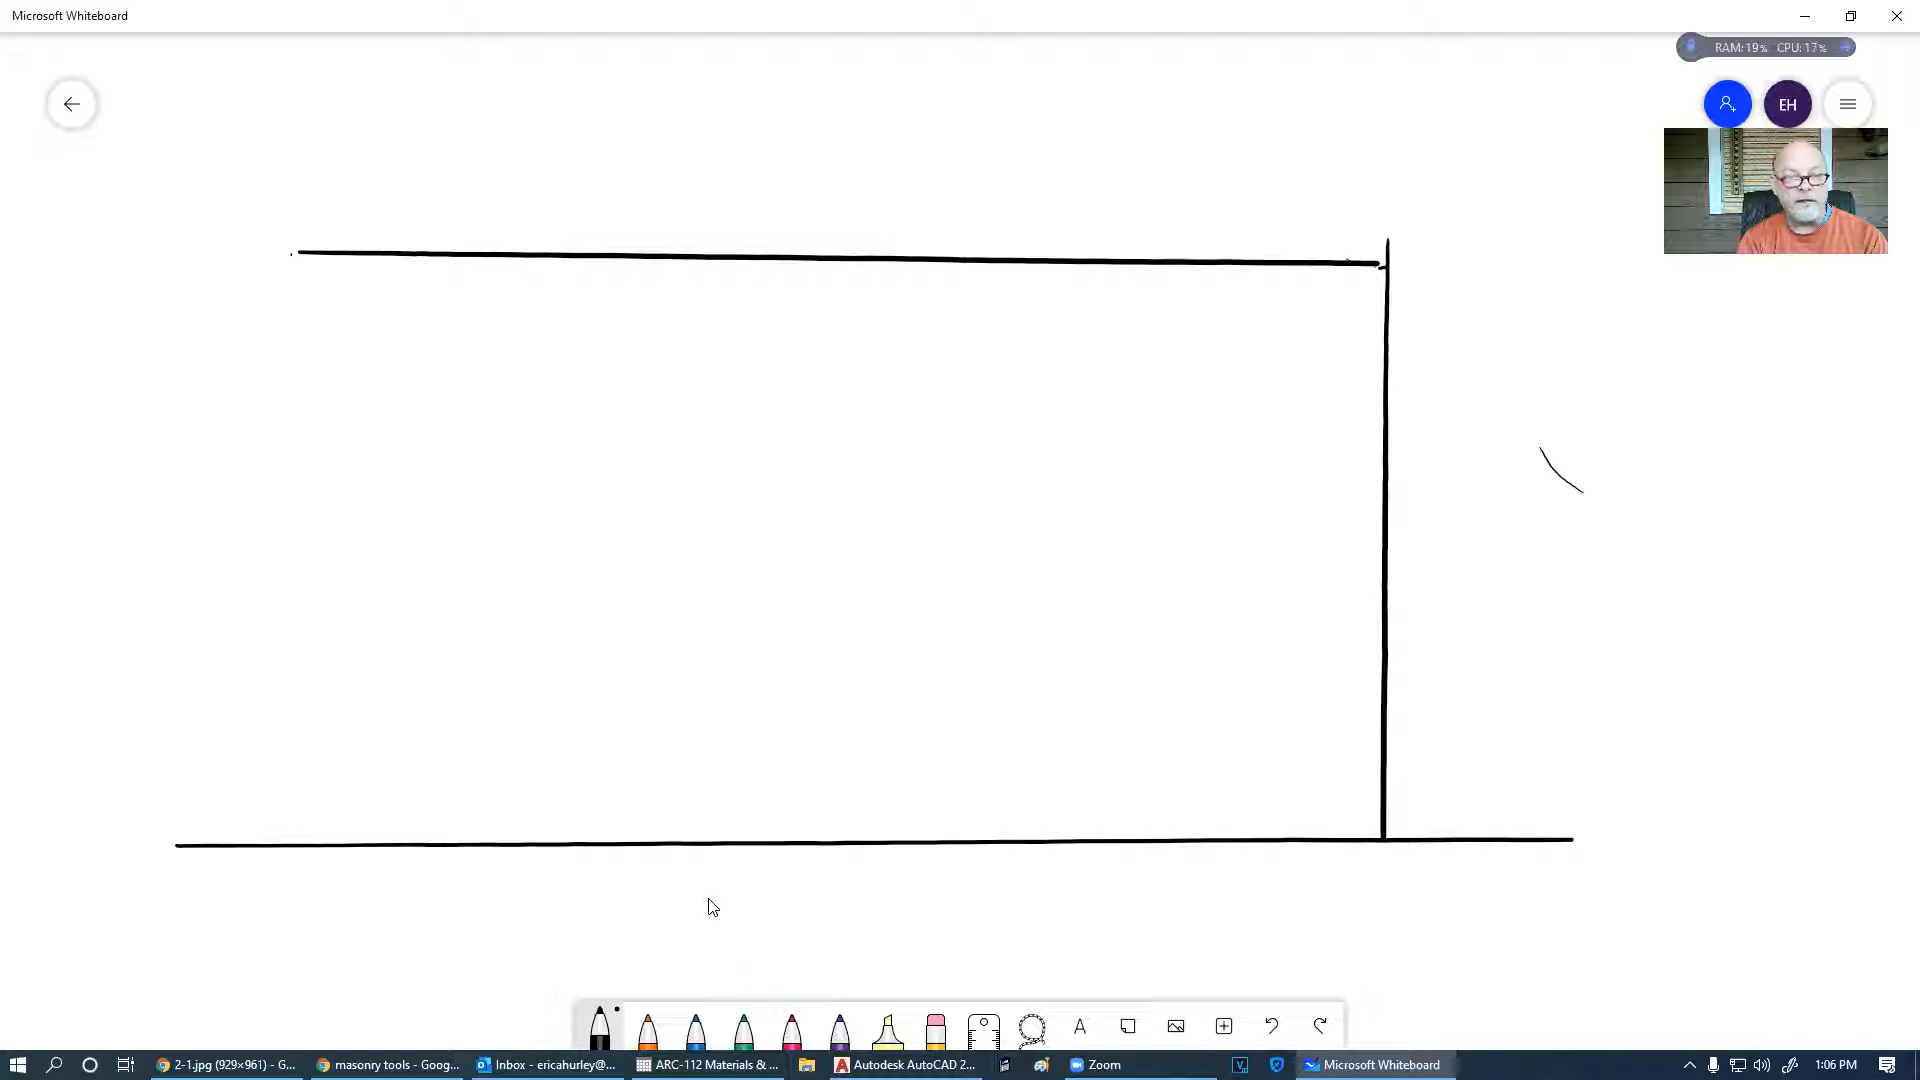 Microsoft Whiteboard
RAM:19% CPU:17%
EH
A
2-1.jpg (929×961) - G...
masonry tools - Goog...
Inbox - ericahurley@...
ARC-112 Materials & ...
Autodesk AutoCAD 2...
Zoom
Microsoft Whiteboard
1:06 PM